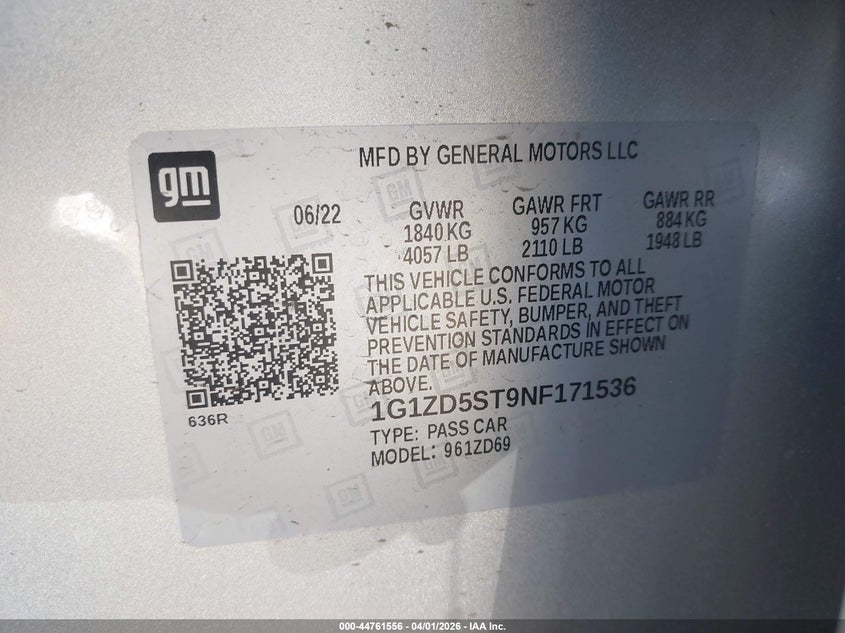 gm
MFD BY GENERAL MOTORS LLC
06/22
GVWR GAWR FRT GAWR RR
1840 KG 957 KG 884 KG
4057 LB 2110 LB 1948 LB
THIS VEHICLE CONFORMS TO ALL
APPLICABLE U.S. FEDERAL MOTOR
VEHICLE SAFETY, BUMPER, AND THEFT
PREVENTION STANDARDS IN EFFECT ON
THE DATE OF MANUFACTURE SHOWN
ABOVE.
1G1ZD5ST9NF171536
636R
TYPE: PASS CAR
MODEL: 961ZD69
000-44761556 - 04/01/2026 - IAA Inc.